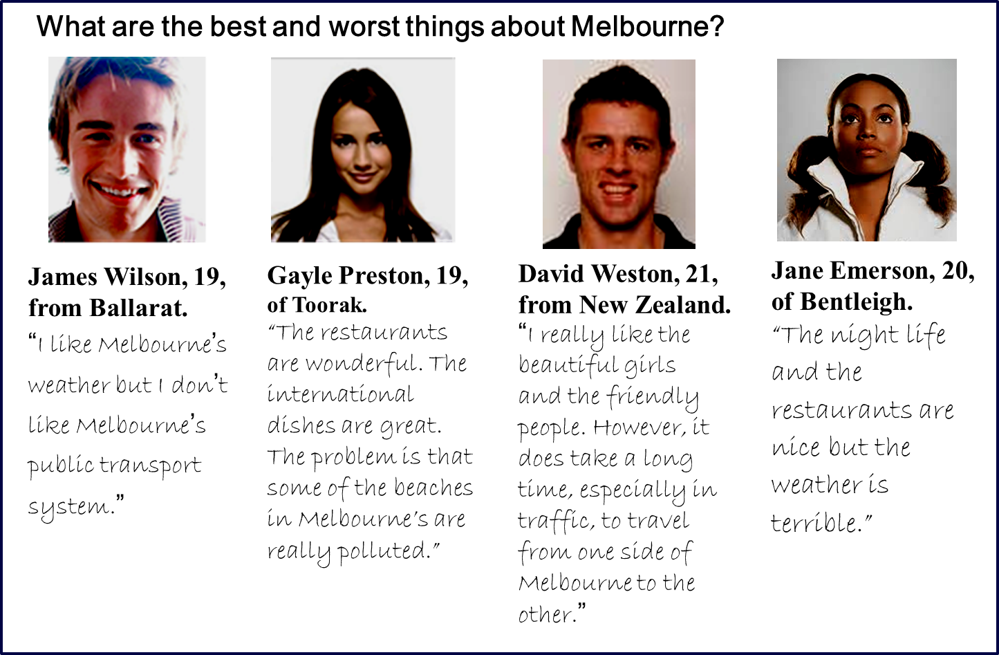 What are the best and worst things about Melbourne?
James Wilson, 19,
from Ballarat.
“I like Melbourne’s
weather but I don’t
like Melbourne’s
public transport
system.”
Gayle Preston, 19,
of Toorak.
“The restaurants
are wonderful. The
international
dishes are great.
The problem is that
some of the beaches
in Melbourne’s are
really polluted.”
David Weston, 21,
from New Zealand.
“I really like the
beautiful girls
and the friendly
people. However, it
does take a long
time, especially in
traffic, to travel
from one side of
Melbourne to the
other.”
Jane Emerson, 20,
of Bentleigh.
“The night life
and the
restaurants are
nice but the
weather is
terrible.”